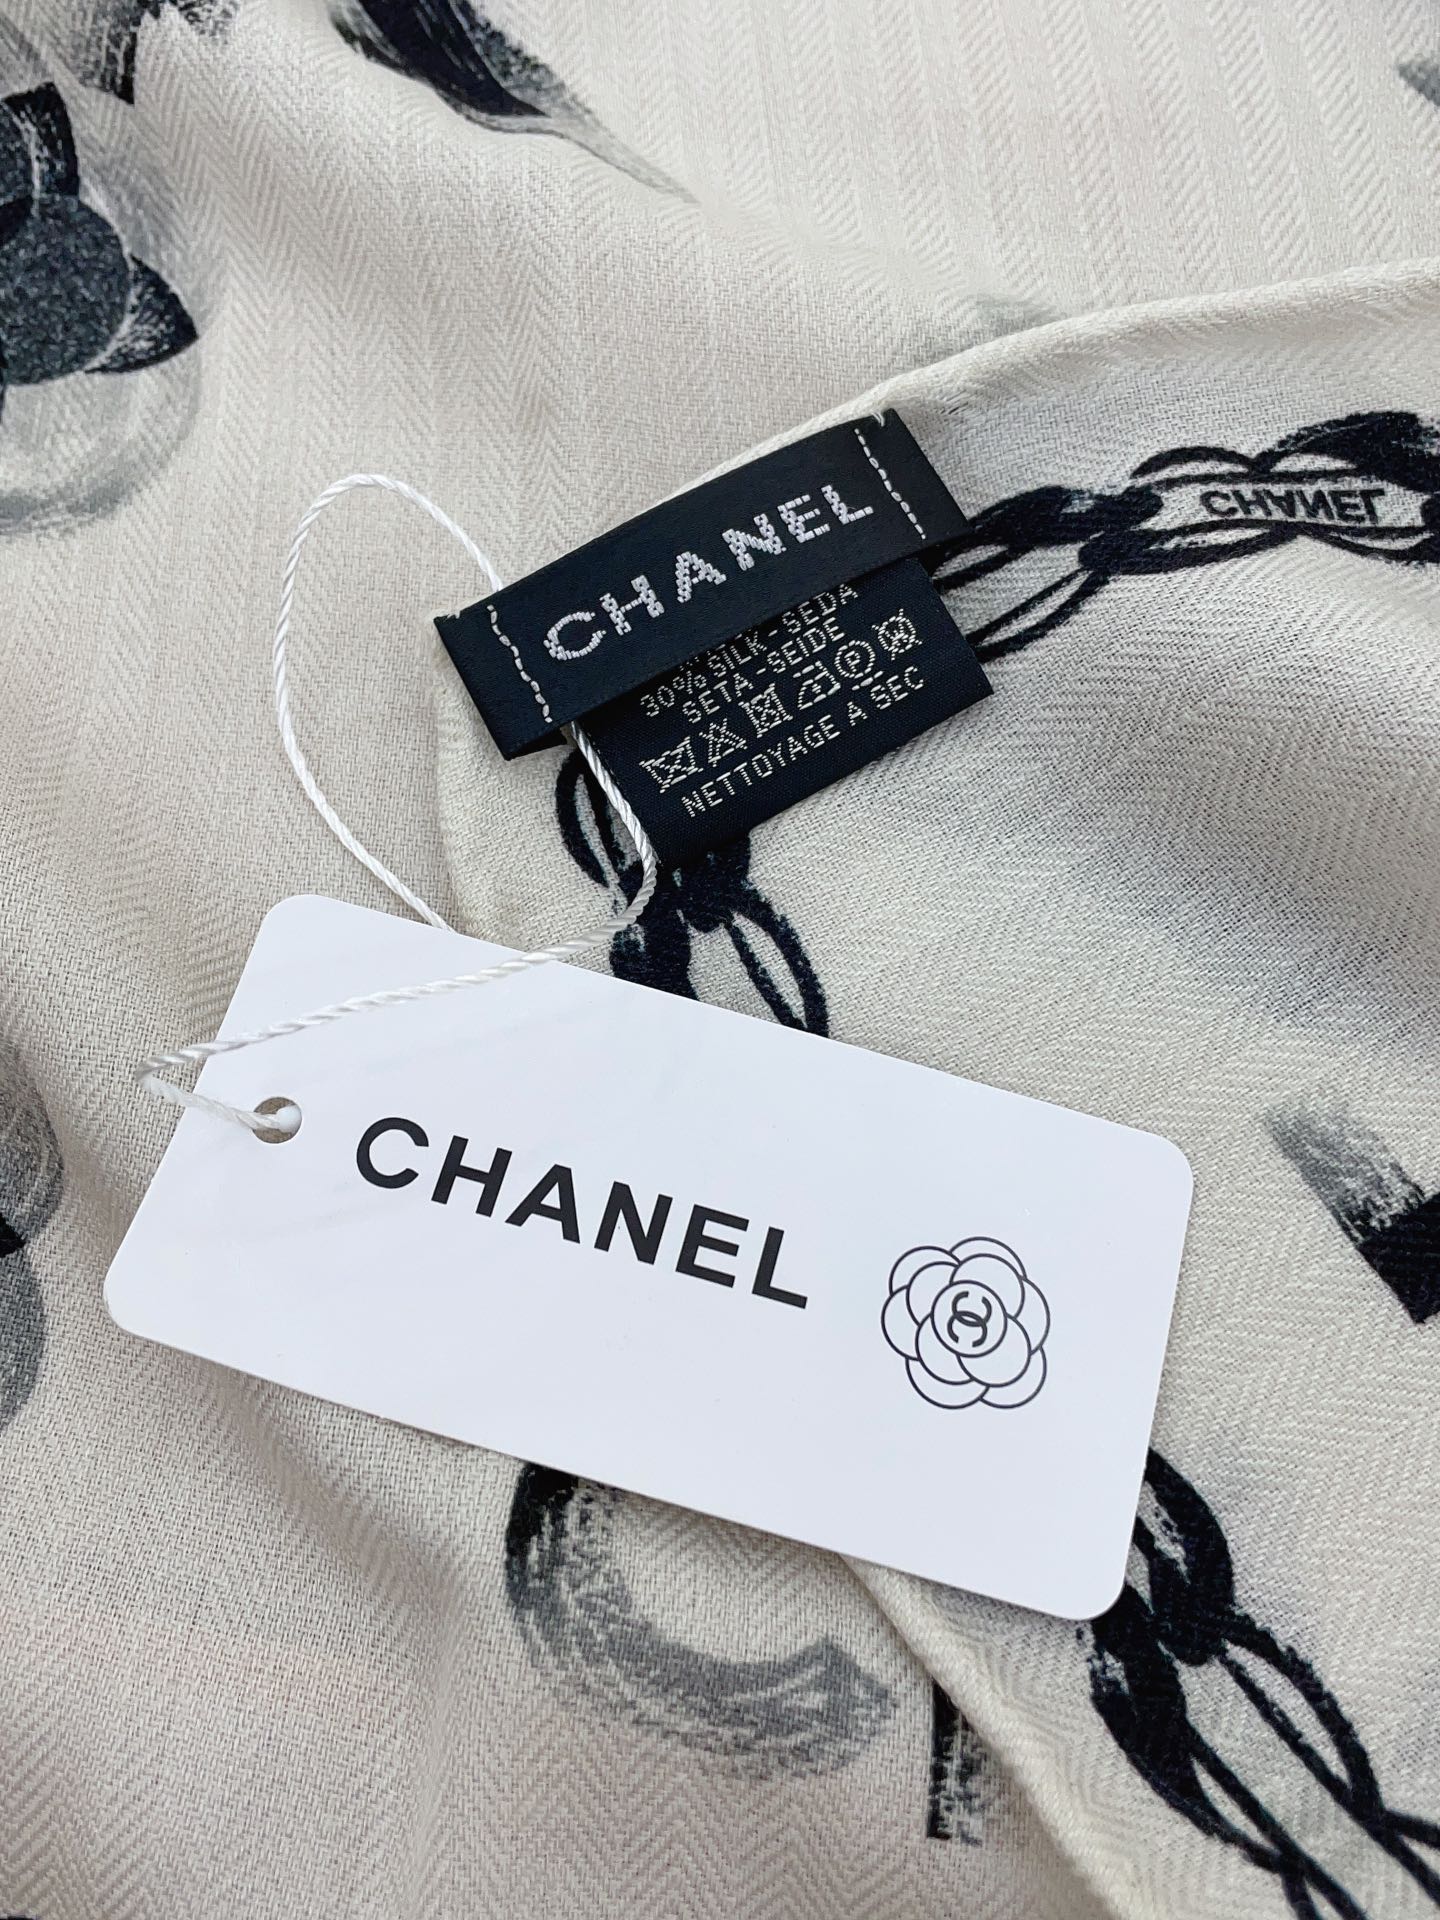 CHANEL
30% SILK-SEDA
SETA-SEIDE
NETTOYAGE A SEC
CHANEL
CHANEL